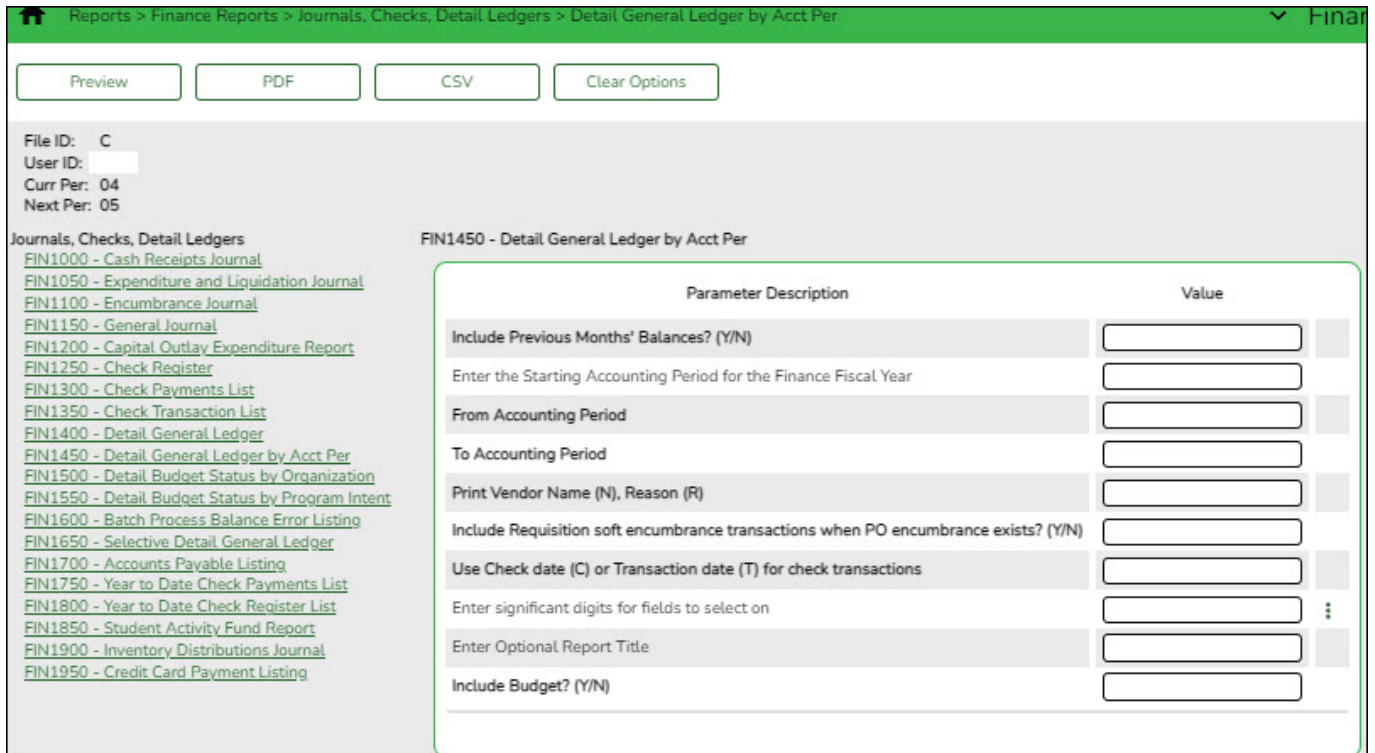 Reports > Finance Reports > Journals, Checks, Detail Ledgers > Detail General Ledger by Acct Per
Preview PDF CSV Clear Options
File ID: C
User ID:
Curr Per: 04
Next Per: 05
Journals, Checks, Detail Ledgers
FIN1000 - Cash Receipts Journal
FIN1050 - Expenditure and Liquidation Journal
FIN1100 - Encumbrance Journal
FIN1150 - General Journal
FIN1200 - Capital Outlay Expenditure Report
FIN1250 - Check Register
FIN1300 - Check Payments List
FIN1350 - Check Transaction List
FIN1400 - Detail General Ledger
FIN1450 - Detail General Ledger by Acct Per
FIN1500 - Detail Budget Status by Organization
FIN1550 - Detail Budget Status by Program Intent
FIN1600 - Batch Process Balance Error Listing
FIN1650 - Selective Detail General Ledger
FIN1700 - Accounts Payable Listing
FIN1750 - Year to Date Check Payments List
FIN1800 - Year to Date Check Register List
FIN1850 - Student Activity Fund Report
FIN1900 - Inventory Distributions Journal
FIN1950 - Credit Card Payment Listing
FIN1450 - Detail General Ledger by Acct Per
Parameter Description Value
Include Previous Months' Balances? (Y/N)
Enter the Starting Accounting Period for the Finance Fiscal Year
From Accounting Period
To Accounting Period
Print Vendor Name (N), Reason (R)
Include Requisition soft encumbrance transactions when PO encumbrance exists? (Y/N)
Use Check date (C) or Transaction date (T) for check transactions
Enter significant digits for fields to select on
Enter Optional Report Title
Include Budget? (Y/N)